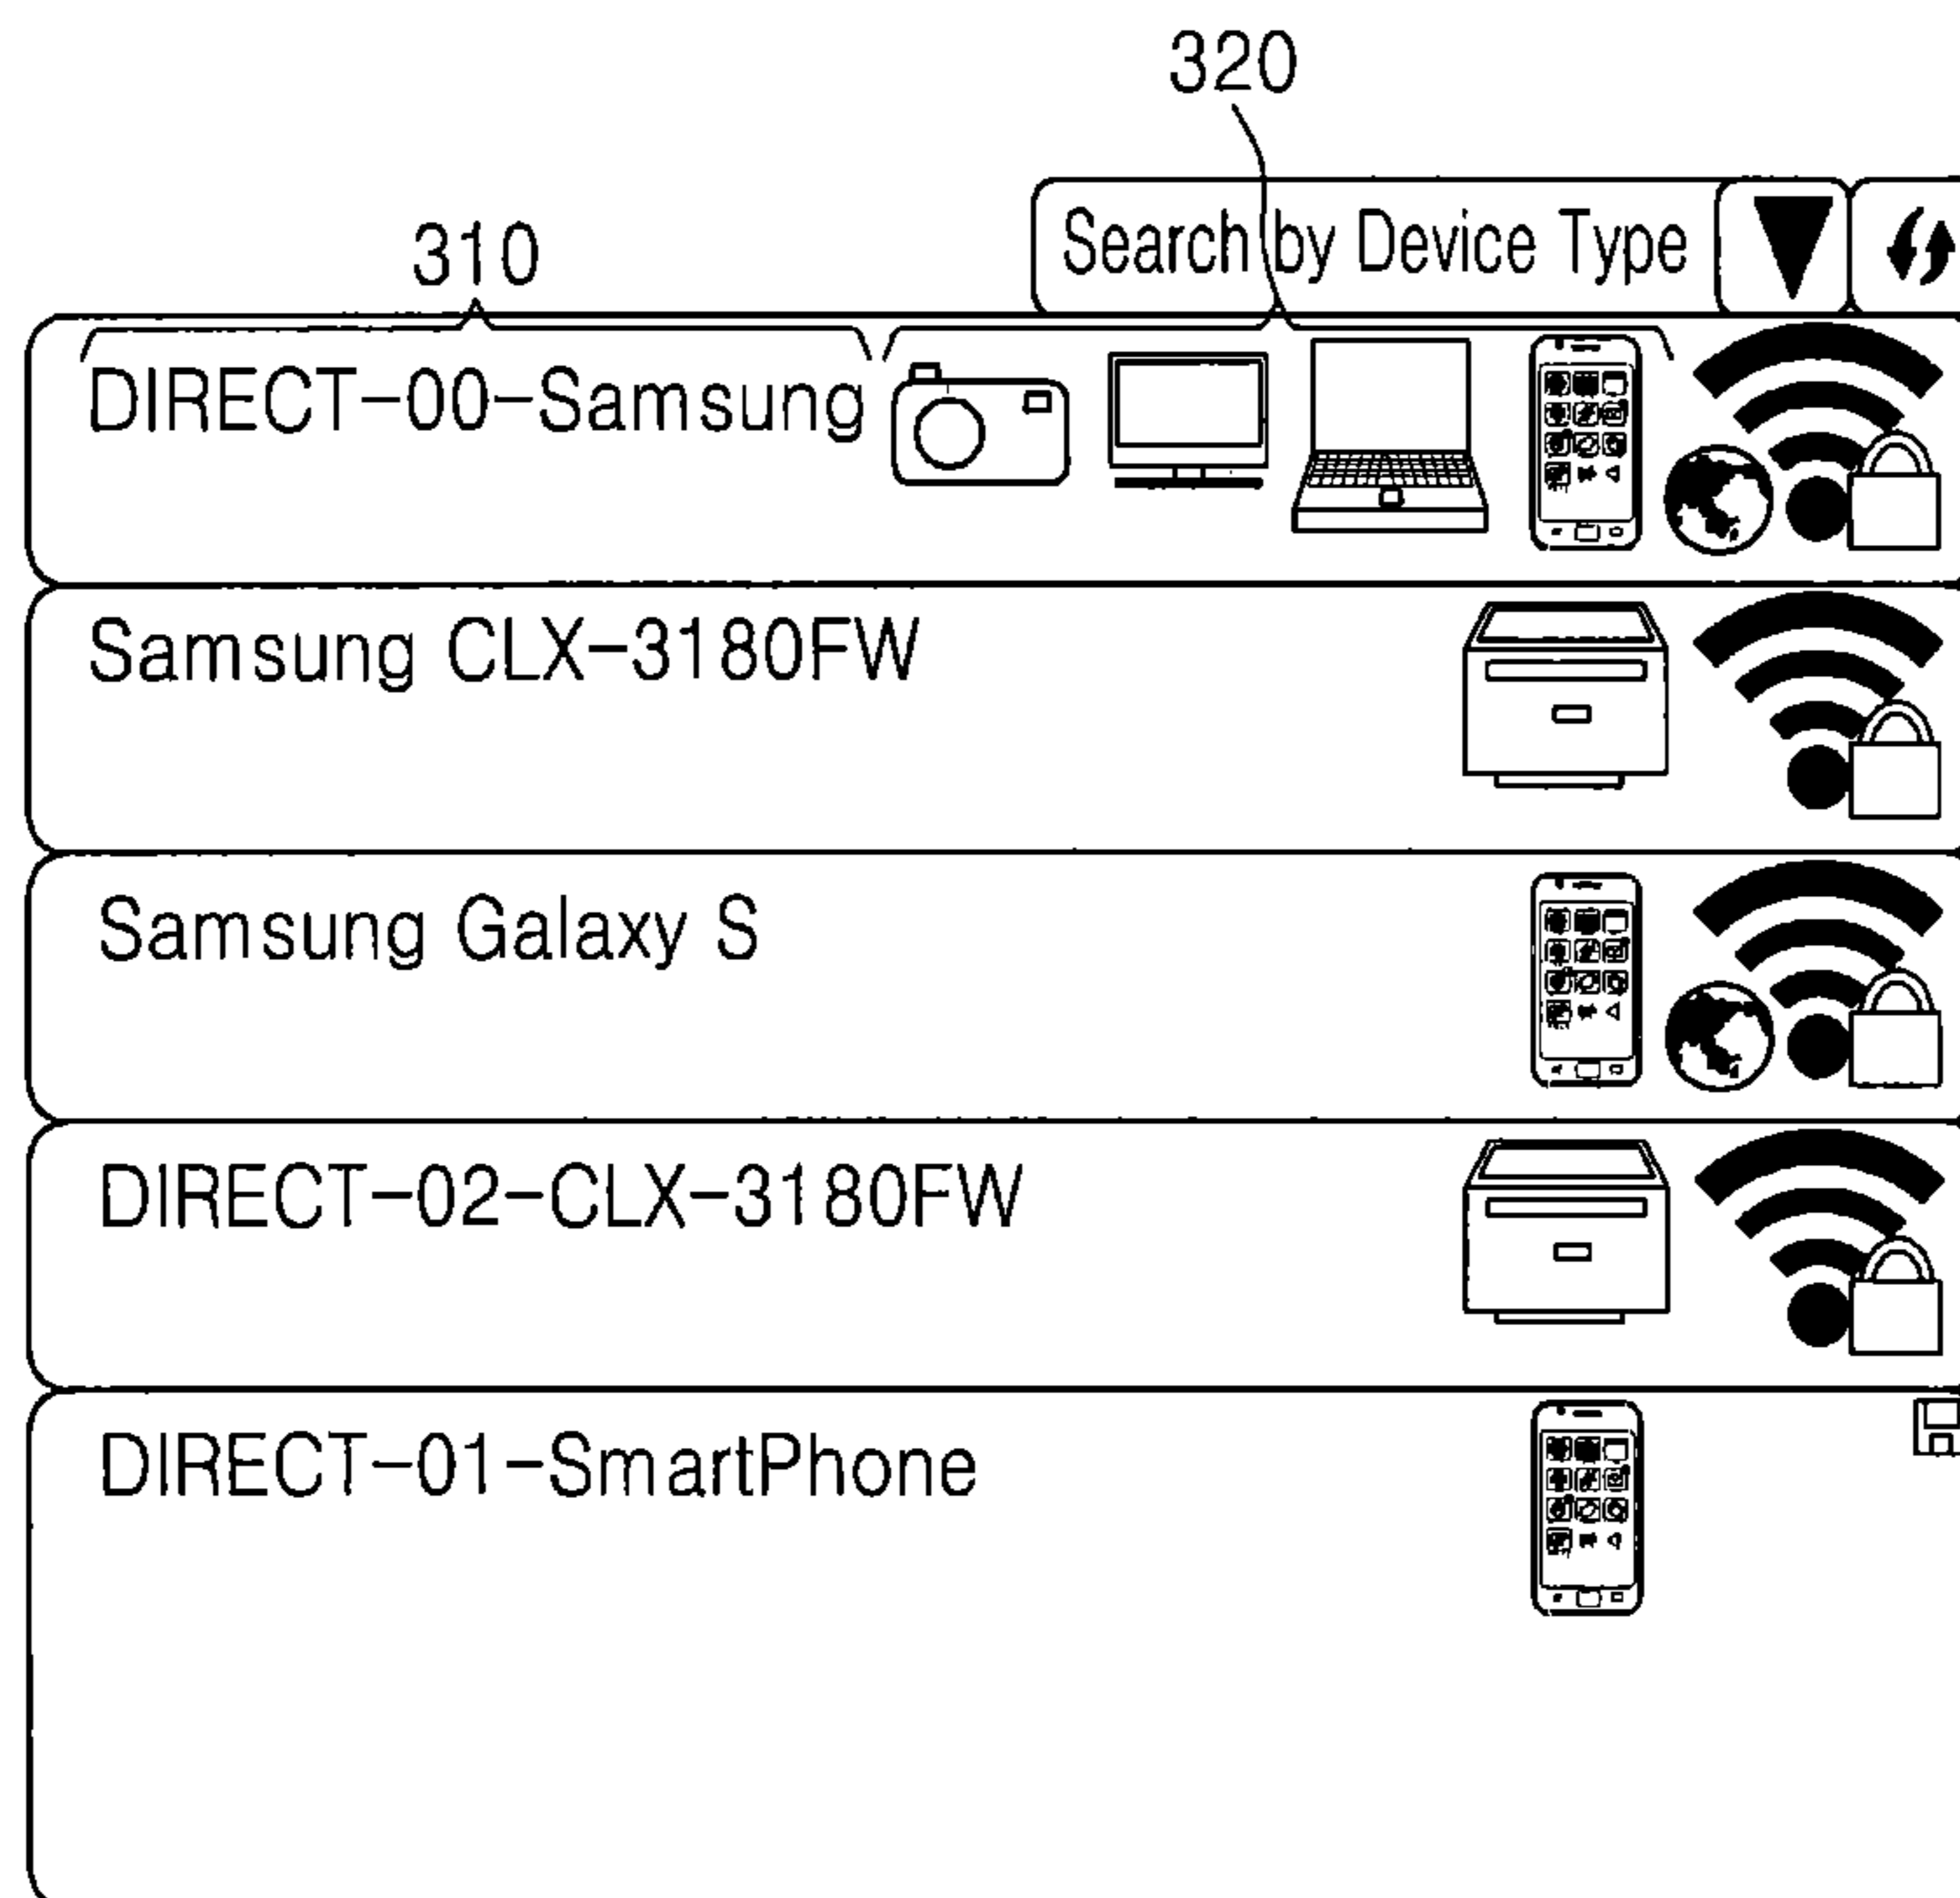 320
310
Search by Device Type
DIRECT-00-Samsung
Samsung CLX-3180FW
Samsung Galaxy S
DIRECT-02-CLX-3180FW
DIRECT-01-SmartPhone